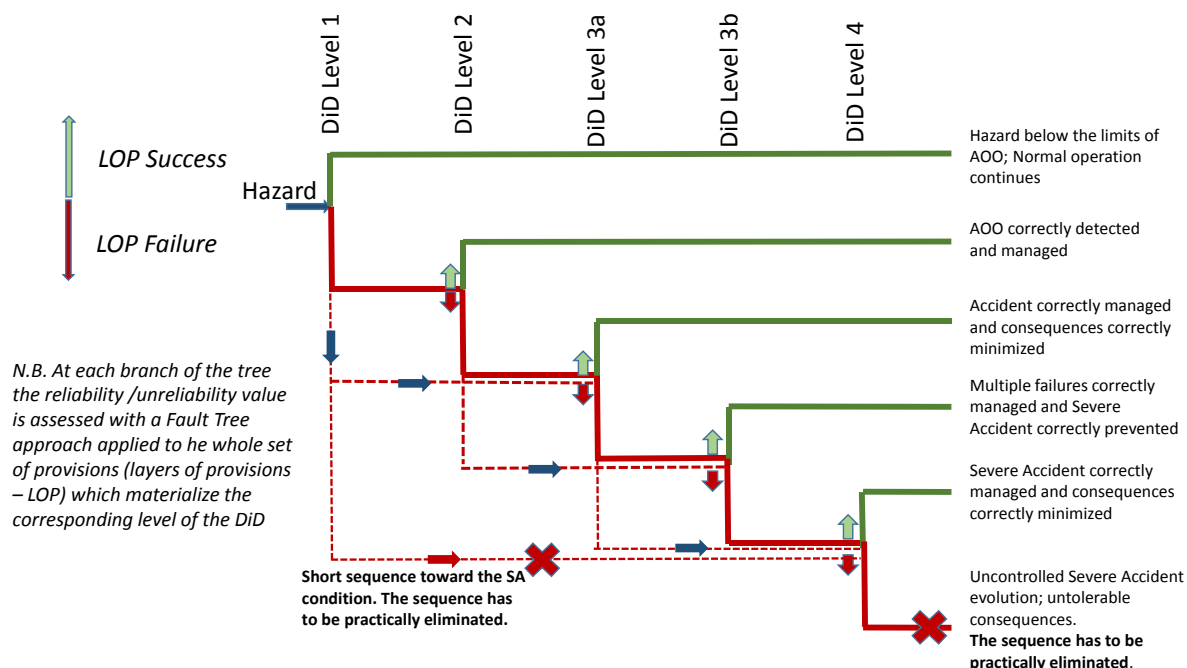 DiD Level 1
DiD Level 2
DiD Level 3a
DiD Level 3b
DiD Level 4
LOP Success
Hazard
LOP Failure
Hazard below the limits of
AOO; Normal operation
continues
AOO correctly detected
and managed
Accident correctly managed
and consequences correctly
minimized
Multiple failures correctly
managed and Severe
Accident correctly prevented
Severe Accident correctly
managed and consequences
correctly minimized
Uncontrolled Severe Accident
evolution; untolerable
consequences.
The sequence has to be
practically eliminated.
N.B. At each branch of the tree
the reliability /unreliability value
is assessed with a Fault Tree
approach applied to he whole set
of provisions (layers of provisions
– LOP) which materialize the
corresponding level of the DiD
Short sequence toward the SA
condition. The sequence has
to be practically eliminated.